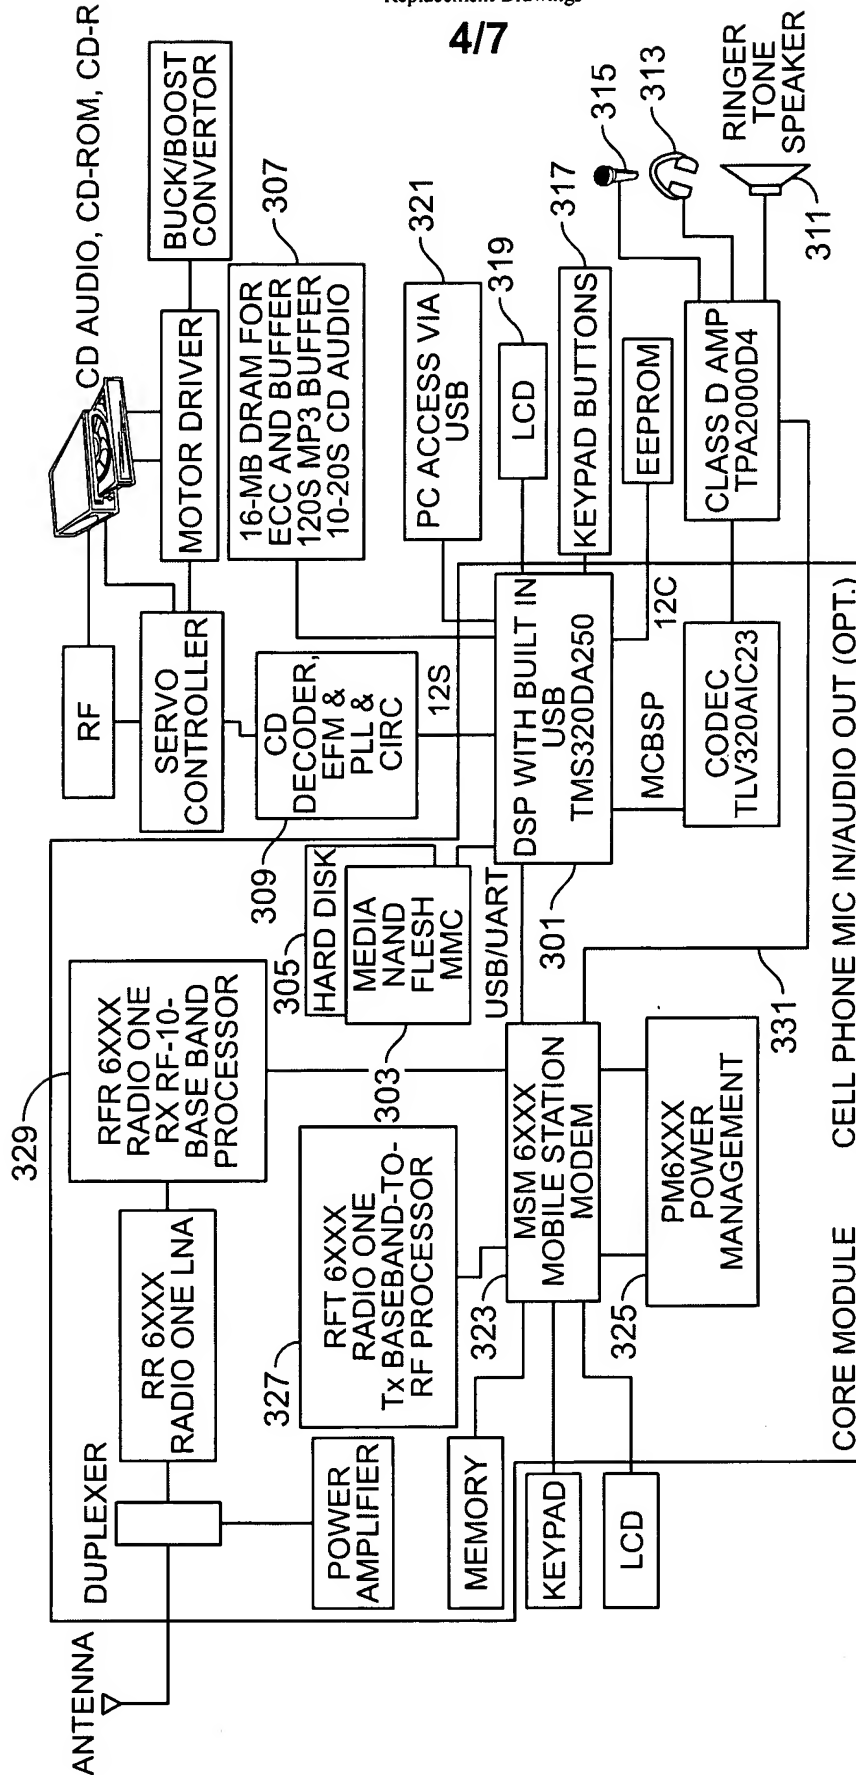 Replacement Drawings
4/7
ANTENNA
DUPLEXER
RR 6XXX
RADIO ONE LNA
329
RFR 6XXX
RADIO ONE
RX RF-10-
BASE BAND
PROCESSOR
POWER
AMPLIFIER
327
RFT 6XXX
RADIO ONE
Tx BASEBAND-TO-
RF PROCESSOR
303
305
HARD DISK
MEDIA
NAND
FLESH
MMC
MEMORY
KEYPAD
LCD
323
MSM 6XXX
MOBILE STATION
MODEM
325
PM6XXX
POWER
MANAGEMENT
USB/UART
301
331
CORE MODULE
CELL PHONE MIC IN/AUDIO OUT (OPT.)
RF
SERVO
CONTROLLER
309
CD
DECODER,
EFM &
PLL &
CIRC
12S
DSP WITH BUILT IN
USB
TMS320DA250
MCBSP
12C
CODEC
TLV320AIC23
CD AUDIO, CD-ROM, CD-R
MOTOR DRIVER
BUCK/BOOST
CONVERTOR
307
16-MB DRAM FOR
ECC AND BUFFER
120S MP3 BUFFER
10-20S CD AUDIO
321
PC ACCESS VIA
USB
319
LCD
317
KEYPAD BUTTONS
EEPROM
CLASS D AMP
TPA2000D4
315
313
311
RINGER
TONE
SPEAKER